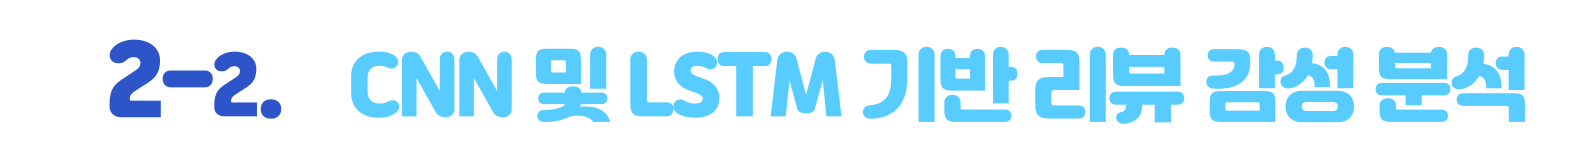 2-2. CNN 및 LSTM 기반 리뷰 감성 분석